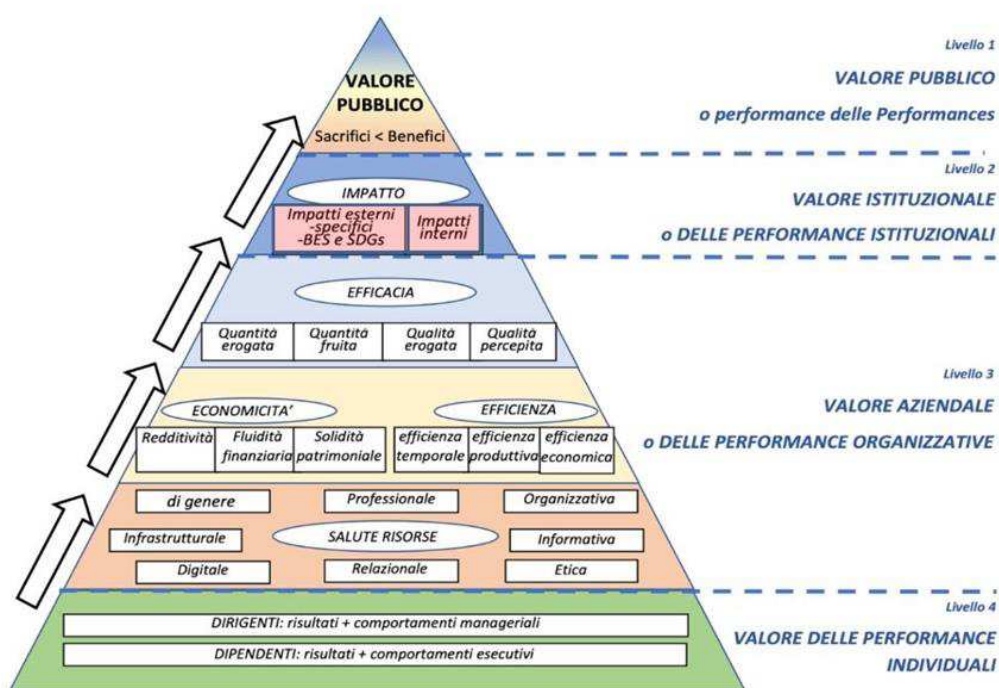 Livello 1
VALORE
PUBBLICO
VALORE PUBBLICO
o performance delle Performances
Sacrifici < Benefici
Livello 2
IMPATTO
VALORE ISTITUZIONALE
Impatti esterni
-specifici
-BES e SDGs
Impatti
interni
o DELLE PERFORMANCE ISTITUZIONALI
EFFICACIA
Quantità
erogata
Quantità
fruita
Qualità
erogata
Qualità
percepita
Livello 3
ECONOMICITA'
EFFICIENZA
VALORE AZIENDALE
Redditività
Fluidità
finanziaria
Solidità
patrimoniale
efficienza
temporale
efficienza
produttiva
efficienza
economica
o DELLE PERFORMANCE ORGANIZZATIVE
di genere
Professionale
Organizzativa
Infrastrutturale
SALUTE RISORSE
Informativa
Digitale
Relazionale
Etica
Livello 4
DIRIGENTI: risultati + comportamenti manageriali
VALORE DELLE PERFORMANCE
INDIVIDUALI
DIPENDENTI: risultati + comportamenti esecutivi